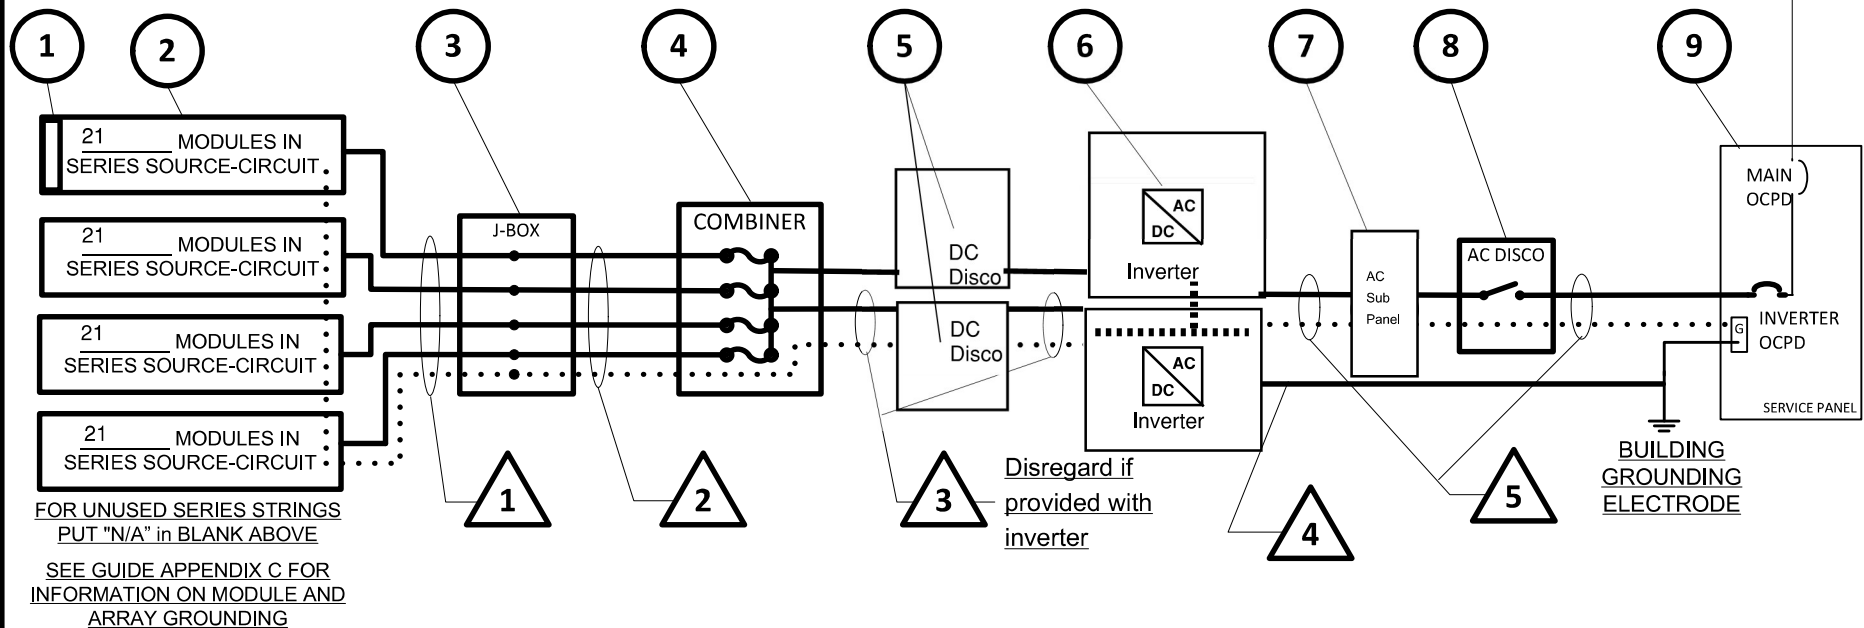 1
2
3
4
5
6
7
8
9
21 MODULES IN
SERIES SOURCE-CIRCUIT
21 MODULES IN
SERIES SOURCE-CIRCUIT
21 MODULES IN
SERIES SOURCE-CIRCUIT
21 MODULES IN
SERIES SOURCE-CIRCUIT
FOR UNUSED SERIES STRINGS
PUT "N/A" in BLANK ABOVE
SEE GUIDE APPENDIX C FOR
INFORMATION ON MODULE AND
ARRAY GROUNDING
J-BOX
COMBINER
DC
Disco
DC
Disco
AC
DC
Inverter
AC
DC
Inverter
AC
Sub
Panel
AC DISCO
MAIN
OCPD
INVERTER
OCPD
G
SERVICE PANEL
BUILDING
GROUNDING
ELECTRODE
1
2
3
Disregard if
provided with
inverter
4
5